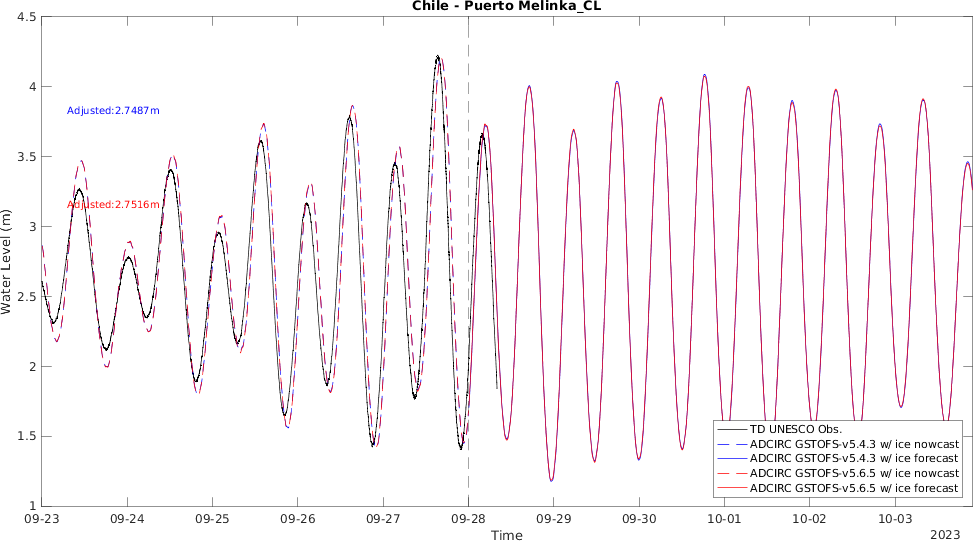 Chile - Puerto Melinka_CL
4.5
4
3.5
3
2.5
2
1.5
1
Water Level (m)
Adjusted:2.7487m
Adjusted:2.7516m
TD UNESCO Obs.
ADCIRC GSTOFS-v5.4.3 w/ ice nowcast
ADCIRC GSTOFS-v5.4.3 w/ ice forecast
ADCIRC GSTOFS-v5.6.5 w/ ice nowcast
ADCIRC GSTOFS-v5.6.5 w/ ice forecast
09-23 09-24 09-25 09-26 09-27 09-28 09-29 09-30 10-01 10-02 10-03
Time
2023